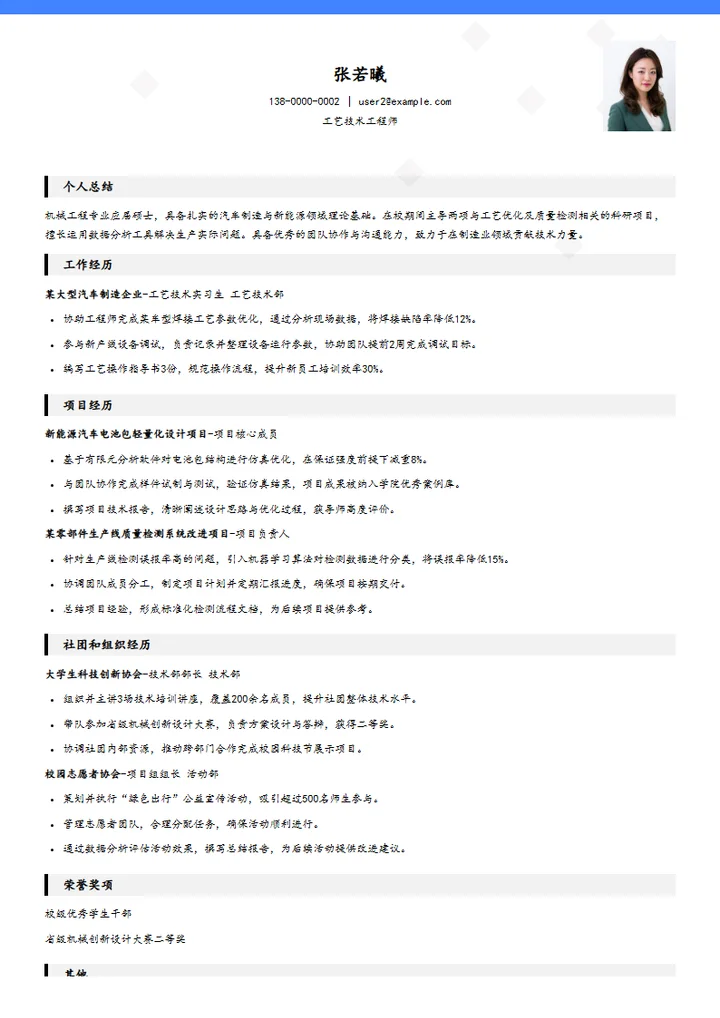 张若曦
138-0000-0002 | user2@example.com
工艺技术工程师
个人总结
机械工程专业应届硕士，具备扎实的汽车制造与新能源领域理论基础。在校期间主导两项与工艺优化及质量检测相关的科研项目，
擅长运用数据分析工具解决生产实际问题。具备优秀的团队协作与沟通能力，致力于在制造业领域贡献技术力量。
工作经历
某大型汽车制造企业-工艺技术实习生 工艺技术部
• 协助工程师完成某车型焊接工艺参数优化，通过分析现场数据，将焊接缺陷率降低12%。
• 参与新产线设备调试，负责记录并整理设备运行参数，协助团队提前2周完成调试目标。
• 编写工艺操作指导书3份，规范操作流程，提升新员工培训效率30%。
项目经历
新能源汽车电池包轻量化设计项目-项目核心成员
• 基于有限元分析软件对电池包结构进行仿真优化，在保证强度前提下减重8%。
• 与团队协作完成样件试制与测试，验证仿真结果，项目成果被纳入学院优秀案例库。
• 撰写项目技术报告，清晰阐述设计思路与优化过程，获导师高度评价。
某零部件生产线质量检测系统改进项目-项目负责人
• 针对生产线检测误报率高的问题，引入机器学习算法对检测数据进行分类，将误报率降低15%。
• 协调团队成员分工，制定项目计划并定期汇报进度，确保项目按期交付。
• 总结项目经验，形成标准化检测流程文档，为后续项目提供参考。
社团和组织经历
大学生科技创新协会-技术部部长 技术部
• 组织并主讲3场技术培训讲座，覆盖200余名成员，提升社团整体技术水平。
• 带队参加省级机械创新设计大赛，负责方案设计与答辩，获得二等奖。
• 协调社团内部资源，推动跨部门合作完成校园科技节展示项目。
校园志愿者协会-项目组组长 活动部
• 策划并执行“绿色出行”公益宣传活动，吸引超过500名师生参与。
• 管理志愿者团队，合理分配任务，确保活动顺利进行。
• 通过数据分析评估活动效果，撰写总结报告，为后续活动提供改进建议。
荣誉奖项
校级优秀学生干部
省级机械创新设计大赛二等奖
其他